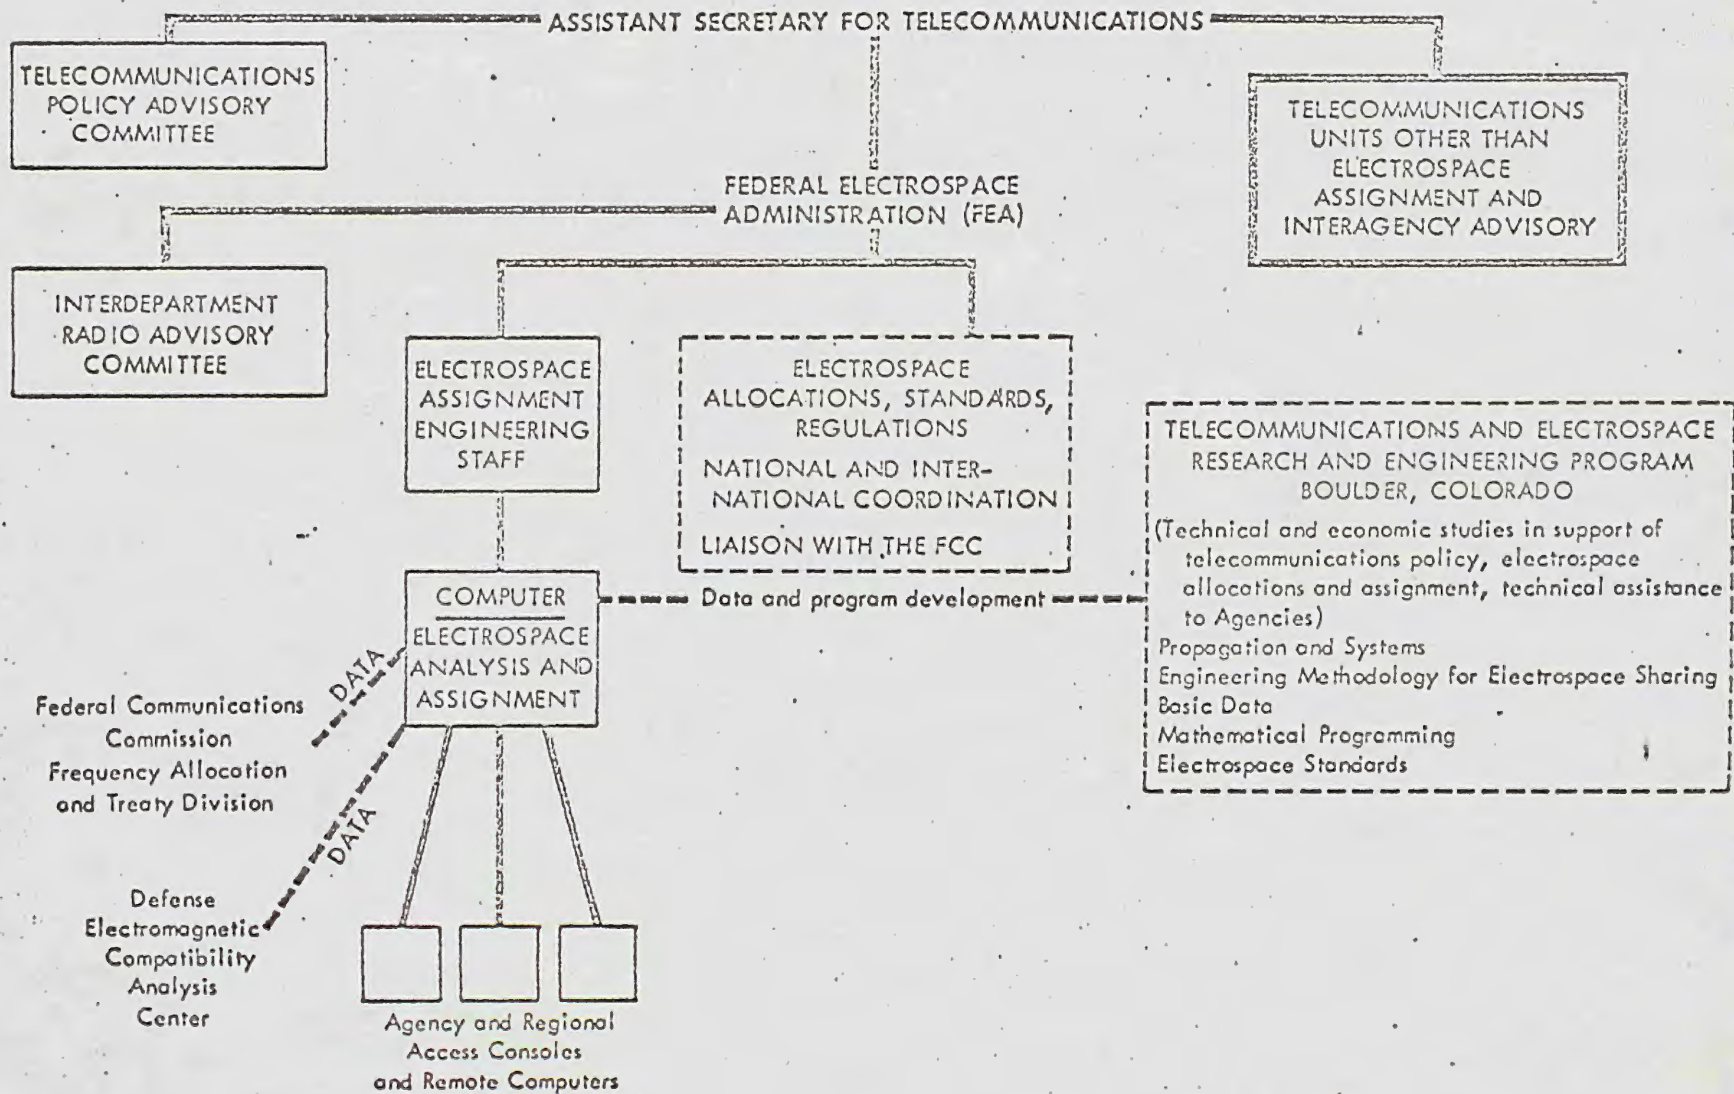 ASSISTANT SECRETARY FOR TELECOMMUNICATIONS
TELECOMMUNICATIONS
POLICY ADVISORY
COMMITTEE
TELECOMMUNICATIONS
UNITS OTHER THAN
ELECTROSPACE
ASSIGNMENT AND
INTERAGENCY ADVISORY
FEDERAL ELECTROSPACE
ADMINISTRATION (FEA)
INTERDEPARTMENT
RADIO ADVISORY
COMMITTEE
ELECTROSPACE
ASSIGNMENT
ENGINEERING
STAFF
ELECTROSPACE
ALLOCATIONS, STANDARDS,
REGULATIONS
NATIONAL AND INTER-
NATIONAL COORDINATION
LIAISON WITH THE FCC
TELECOMMUNICATIONS AND ELECTROSPACE
RESEARCH AND ENGINEERING PROGRAM
BOULDER, COLORADO
(Technical and economic studies in support of
telecommunications policy, electrospace
allocations and assignment, technical assistance
to Agencies)
Propagation and Systems
Engineering Methodology for Electrospace Sharing
Basic Data
Mathematical Programming
Electrospace Standards
COMPUTER
ELECTROSPACE
ANALYSIS AND
ASSIGNMENT
Data and program development
DATA
Federal Communications
Commission
Frequency Allocation
and Treaty Division
DATA
Defense
Electromagnetic
Compatibility
Analysis
Center
Agency and Regional
Access Consoles
and Remote Computers